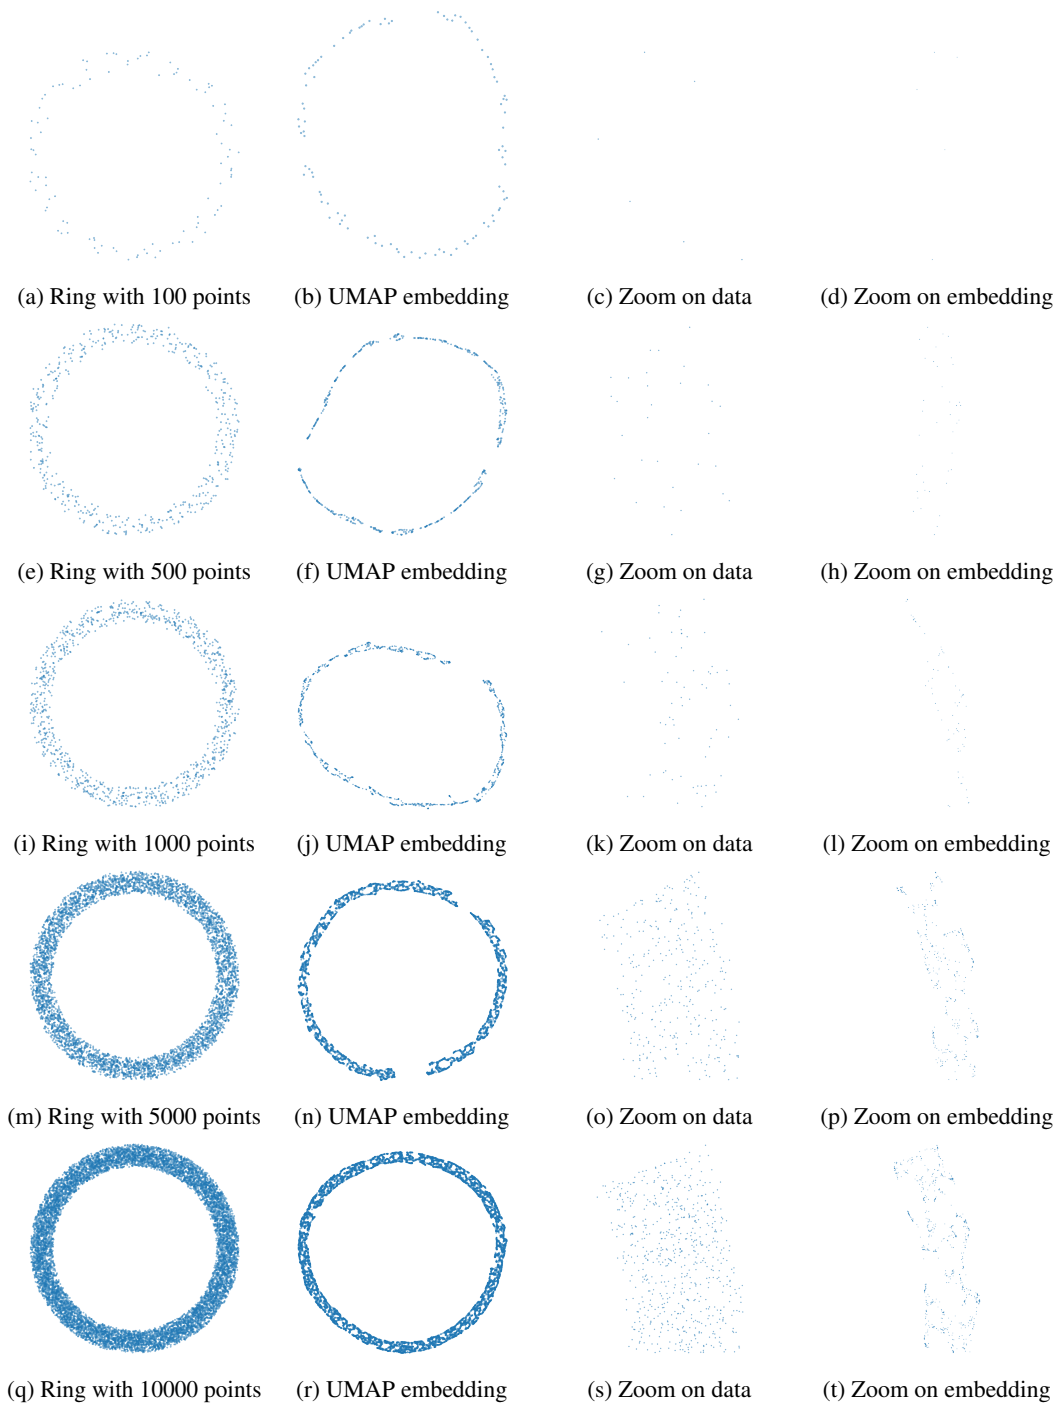 (a) Ring with 100 points
(b) UMAP embedding
(c) Zoom on data
(d) Zoom on embedding
(e) Ring with 500 points
(f) UMAP embedding
(g) Zoom on data
(h) Zoom on embedding
(i) Ring with 1000 points
(j) UMAP embedding
(k) Zoom on data
(l) Zoom on embedding
(m) Ring with 5000 points
(n) UMAP embedding
(o) Zoom on data
(p) Zoom on embedding
(q) Ring with 10000 points
(r) UMAP embedding
(s) Zoom on data
(t) Zoom on embedding